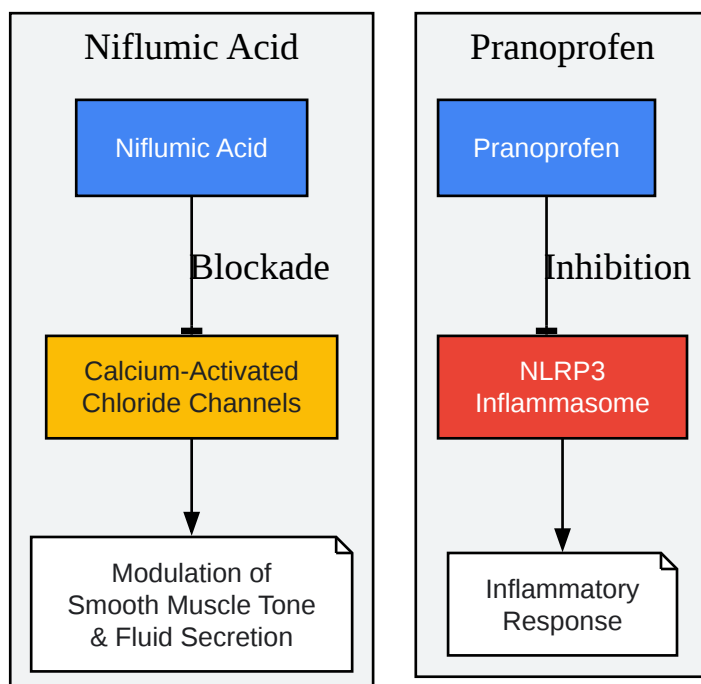 Niflumic Acid
Niflumic Acid
Blockade
Calcium-Activated
Chloride Channels
Modulation of
Smooth Muscle Tone
& Fluid Secretion
Pranoprofen
Pranoprofen
Inhibition
NLRP3
Inflammasome
Inflammatory
Response